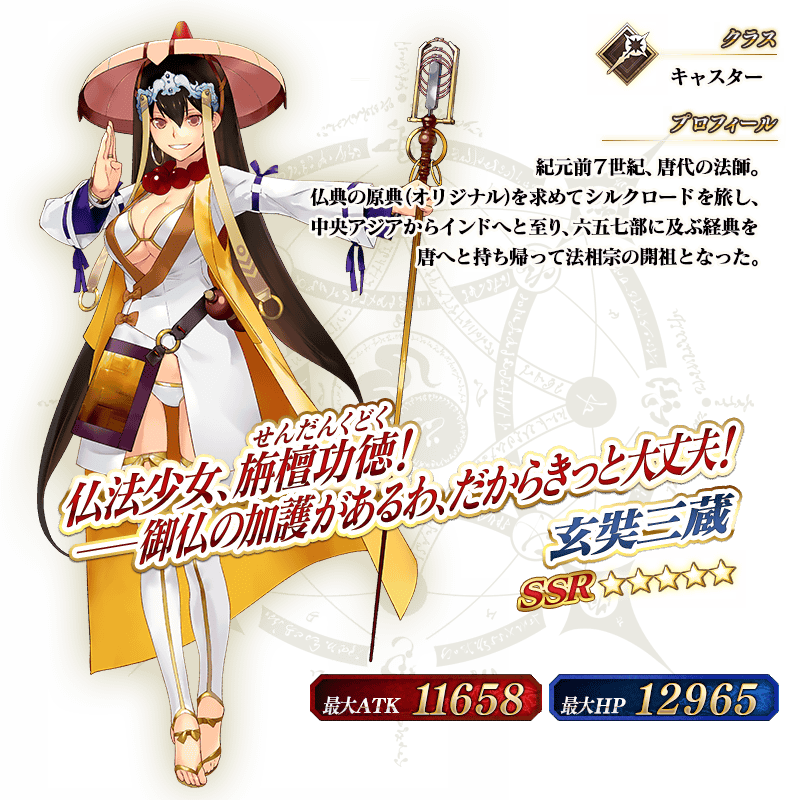 クラス
キャスター
プロフィール
紀元前7世紀、唐代の法師。
仏典の原典(オリジナル)を求めてシルクロードを旅し、
中央アジアからインドへと至り、六五七部に及ぶ経典を
唐へと持ち帰って法相宗の開祖となった。
せんだんくどく
仏法少女、旃檀功徳!
──御仏の加護があるわ、だからきっと大丈夫!
玄奘三蔵
SSR ☆☆☆☆☆
最大ATK 11658
最大HP 12965